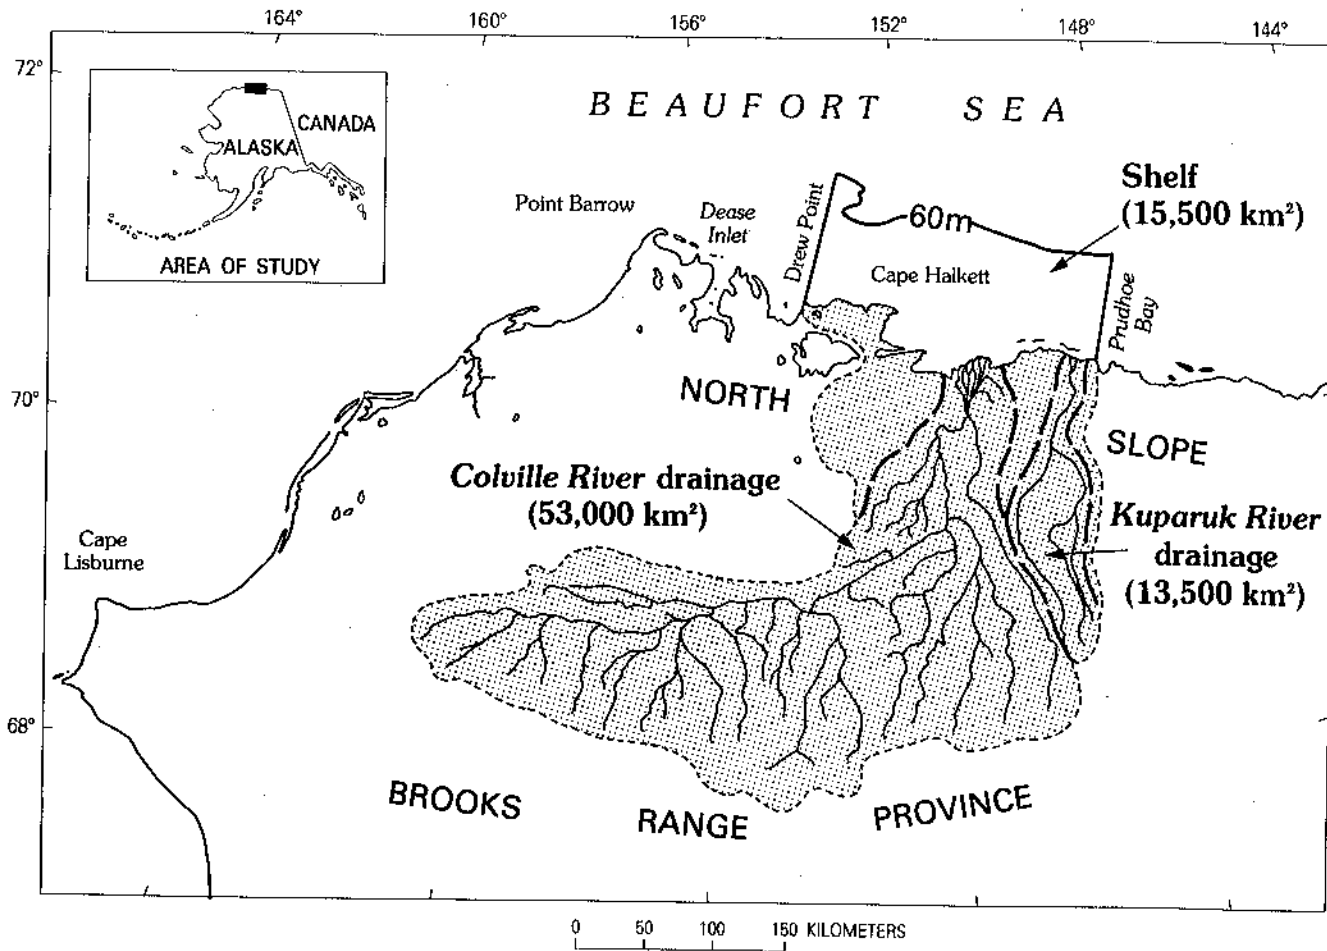 164° 160° 156° 152° 148° 144°
72°
BEAUFORT SEA
CANADA
ALASKA
AREA OF STUDY
Point Barrow
Dease
Inlet
Drew Point
60m
Shelf
(15,500 km²)
Cape Halkett
Prudhoe
Bay
70°
NORTH
SLOPE
Colville River drainage
(53,000 km²)
Kuparuk River
drainage
(13,500 km²)
Cape
Lisburne
68°
BROOKS RANGE PROVINCE
0 50 100 150 KILOMETERS